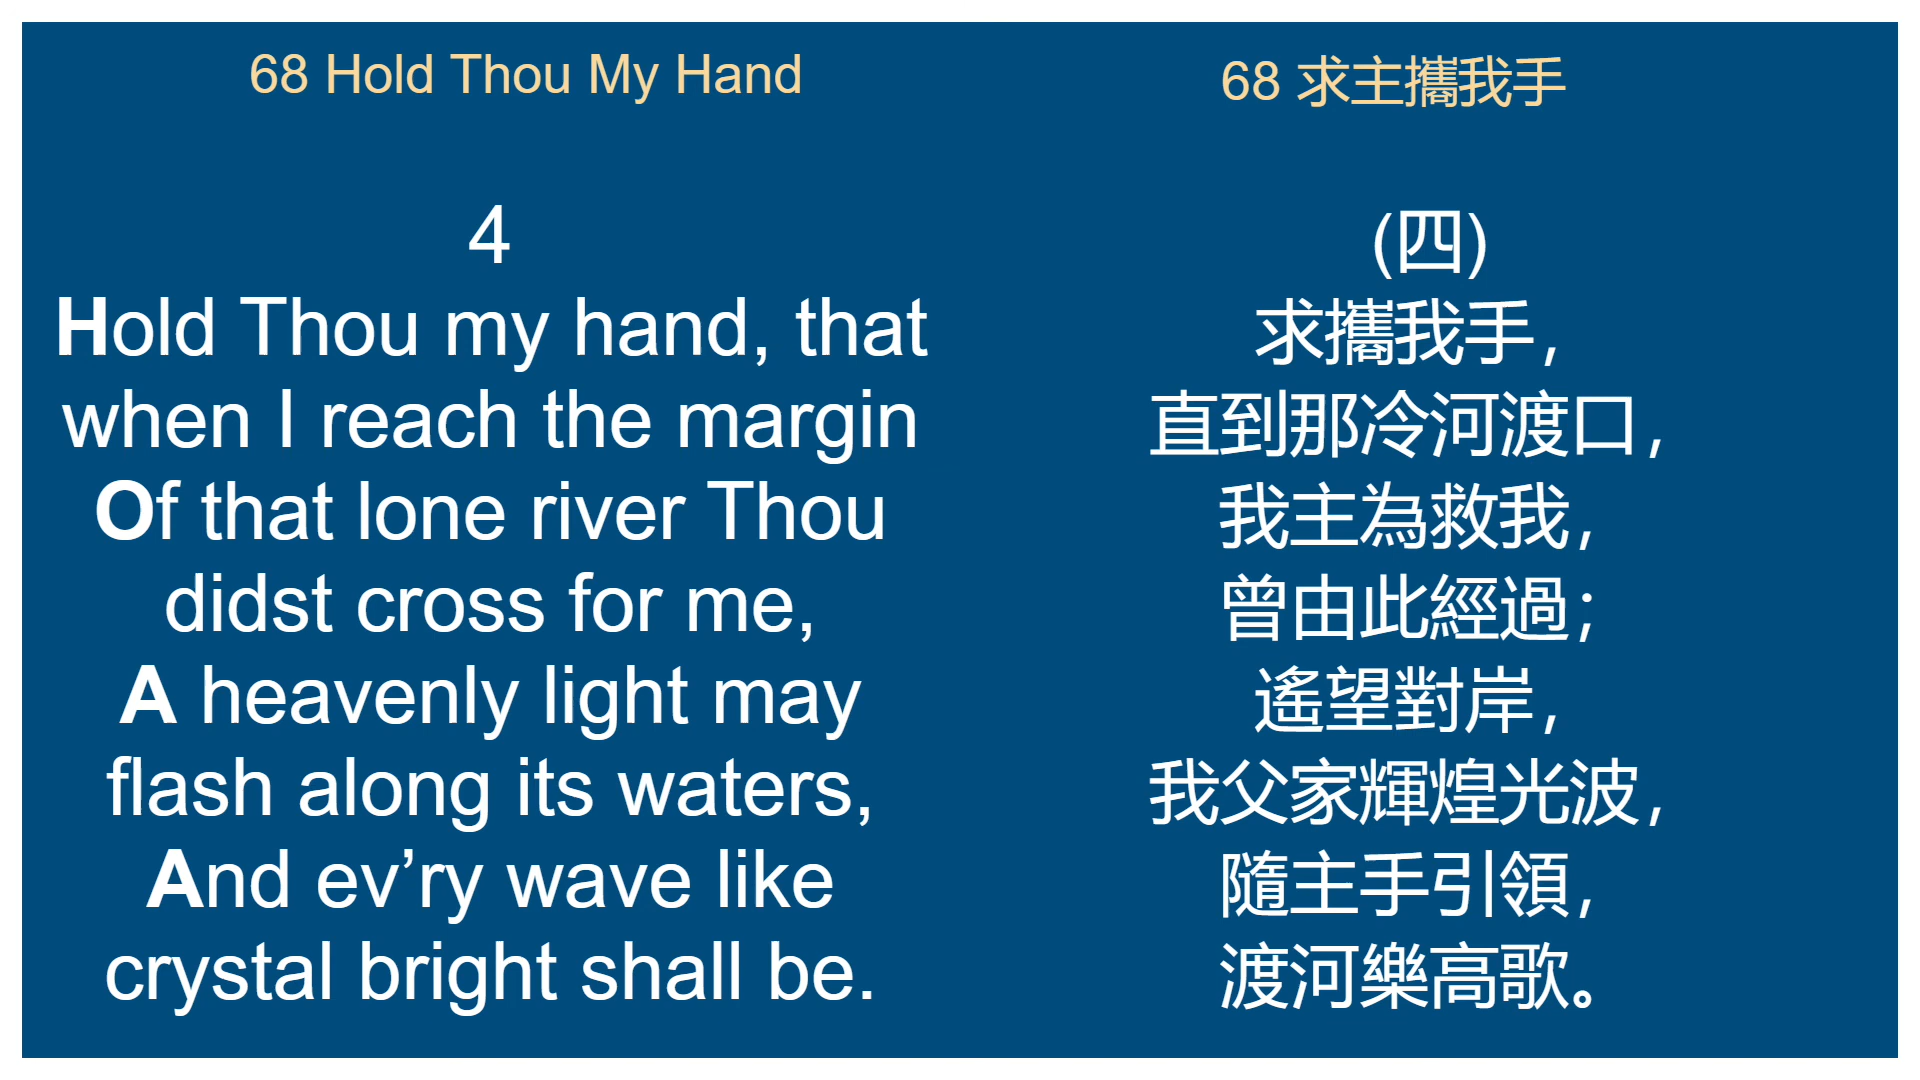 68 Hold Thou My Hand
4
Hold Thou my hand, that
when I reach the margin
Of that lone river Thou
didst cross for me,
A heavenly light may
flash along its waters,
And ev’ry wave like
crystal bright shall be.
68 求主攜我手
(四)
求攜我手,
直到那冷河渡口,
我主為救我,
曾由此經過;
遙望對岸,
我父家輝煌光波,
隨主手引領,
渡河樂高歌。